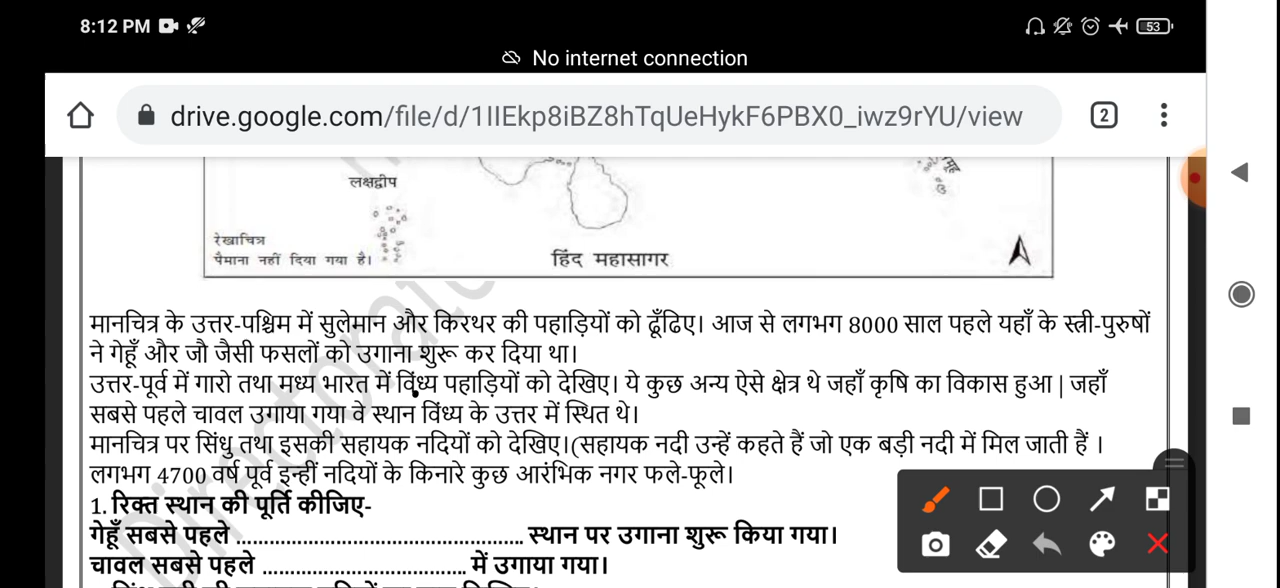 8:12 PM
53
No internet connection
drive.google.com/file/d/1IIEkp8iBZ8hTqUeHykF6PBX0_iwz9rYU/view
2
लक्षद्वीप
रेखाचित्र
पैमाना नहीं दिया गया है।
हिंद महासागर
मानचित्र के उत्तर-पश्चिम में सुलेमान और किरथर की पहाड़ियों को ढूँढिए। आज से लगभग 8000 साल पहले यहाँ के स्त्री-पुरुषों
ने गेहूँ और जौ जैसी फसलों को उगाना शुरू कर दिया था।
उत्तर-पूर्व में गारो तथा मध्य भारत में विंध्य पहाड़ियों को देखिए। ये कुछ अन्य ऐसे क्षेत्र थे जहाँ कृषि का विकास हुआ | जहाँ
सबसे पहले चावल उगाया गया वे स्थान विंध्य के उत्तर में स्थित थे।
मानचित्र पर सिंधु तथा इसकी सहायक नदियों को देखिए।(सहायक नदी उन्हें कहते हैं जो एक बड़ी नदी में मिल जाती हैं ।
लगभग 4700 वर्ष पूर्व इन्हीं नदियों के किनारे कुछ आरंभिक नगर फले-फूले।
1. रिक्त स्थान की पूर्ति कीजिए-
गेहूँ सबसे पहले ................................................ स्थान पर उगाना शुरू किया गया।
चावल सबसे पहले ................................... में उगाया गया।